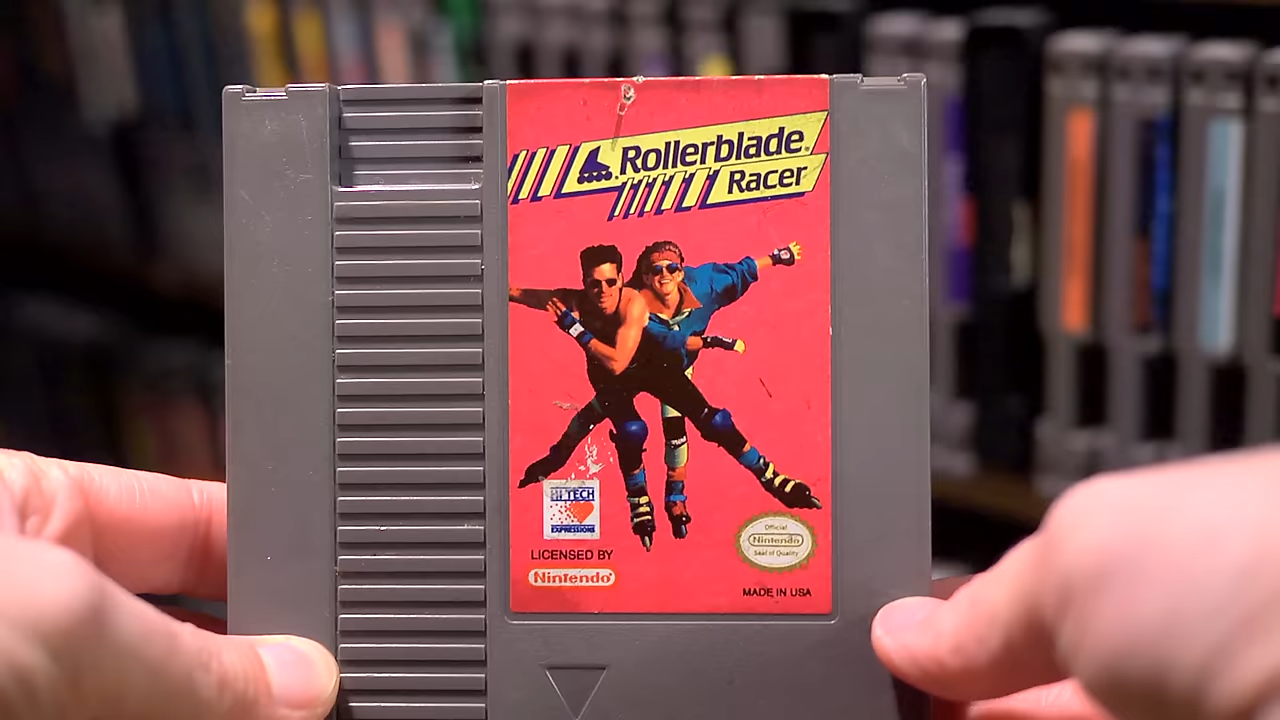 Rollerblade®
Racer
HI TECH
EXPRESSIONS
LICENSED BY
Nintendo®
Official
Nintendo
Seal of Quality
MADE IN USA